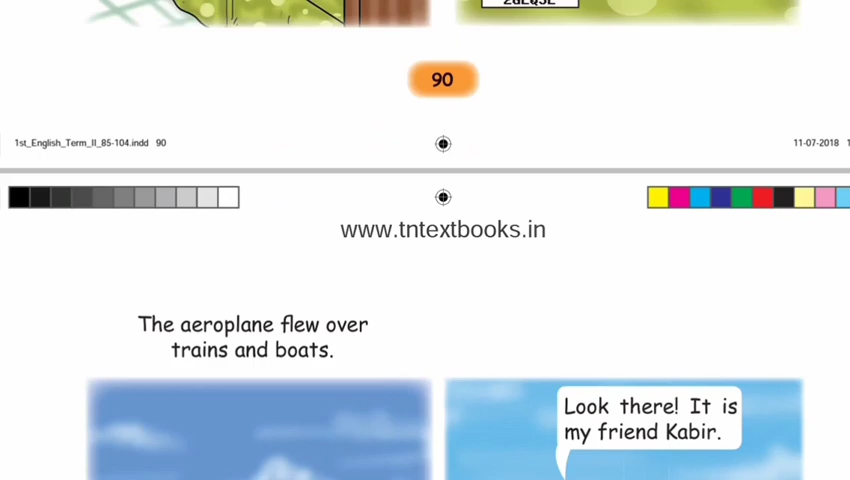 90
1st_English_Term_II_85-104.indd 90
11-07-2018
www.tntextbooks.in
The aeroplane flew over
trains and boats.
Look there! It is
my friend Kabir.